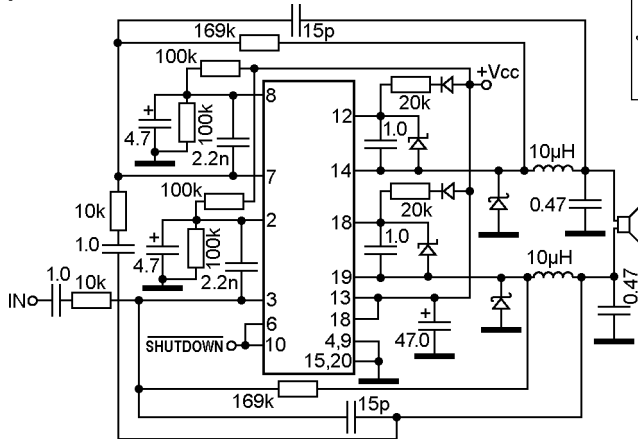 169k
15p
100k
+Vcc
8
12
20k
+
4.7
100k
2.2n
1.0
7
14
10µH
100k
10k
2
20k
0.47
18
1.0
1.0
+
4.7
100k
2.2n
19
10µH
1.0
10k
IN
3
13
0.47
6
18
+
47.0
SHUTDOWN
10
4,9
15,20
169k
15p